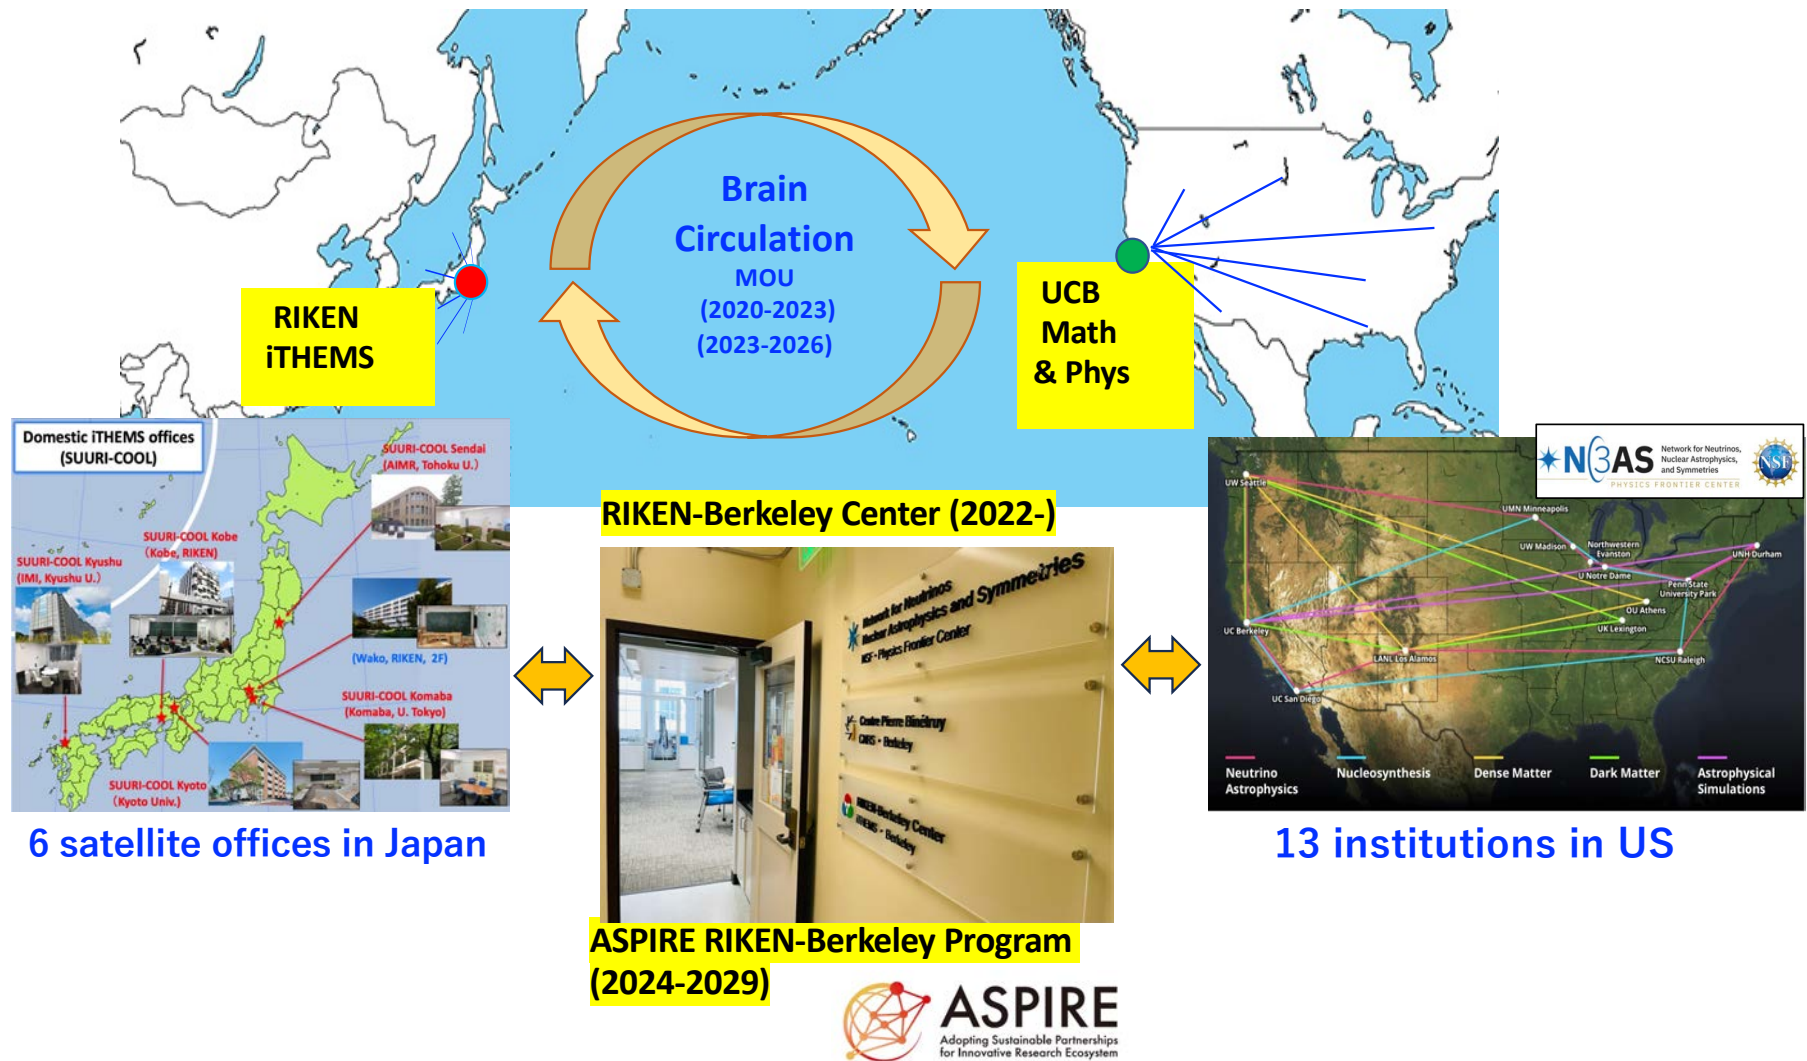 Brain
Circulation
MOU
(2020-2023)
(2023-2026)
RIKEN
iTHEMS
UCB
Math
& Phys
Domestic iTHEMS offices
(SUURI-COOL)
SUURI-COOL Sendai
(AIMR, Tohoku U.)
SUURI-COOL Kobe
(Kobe, RIKEN)
SUURI-COOL Kyushu
(IMI, Kyushu U.)
(Wako, RIKEN, 2F)
SUURI-COOL Komaba
(Komaba, U. Tokyo)
SUURI-COOL Kyoto
(Kyoto Univ.)
6 satellite offices in Japan
RIKEN-Berkeley Center (2022-)
Network for Neutrinos
Nuclear Astrophysics and Symmetries
NSF - Physics Frontier Center
Centre Pierre Binétruy
CNRS - Berkeley
RIKEN-Berkeley Center
iTHEMS - Berkeley
ASPIRE RIKEN-Berkeley Program
(2024-2029)
ASPIRE
Adopting Sustainable Partnerships
for Innovative Research Ecosystem
N3AS
Network for Neutrinos,
Nuclear Astrophysics,
and Symmetries
PHYSICS FRONTIER CENTER
NSF
UW Seattle
UMN Minneapolis
UW Madison
Northwestern
Evanston
UNH Durham
U Notre Dame
Penn State
University Park
OU Athens
UC Berkeley
UK Lexington
LANL Los Alamos
NCSU Raleigh
UC San Diego
Neutrino
Astrophysics
Nucleosynthesis
Dense Matter
Dark Matter
Astrophysical
Simulations
13 institutions in US